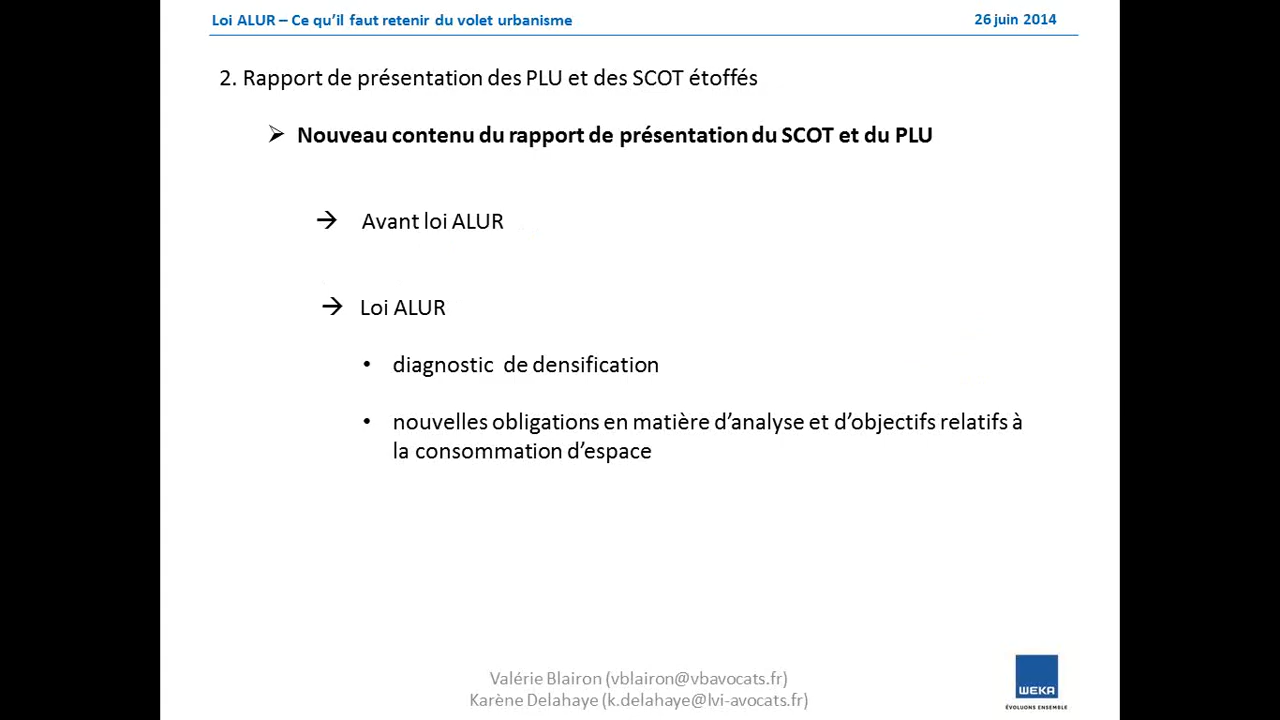 Loi ALUR – Ce qu’il faut retenir du volet urbanisme
26 juin 2014
2. Rapport de présentation des PLU et des SCOT étoffés
➢ Nouveau contenu du rapport de présentation du SCOT et du PLU
→ Avant loi ALUR
→ Loi ALUR
• diagnostic de densification
• nouvelles obligations en matière d’analyse et d’objectifs relatifs à
la consommation d’espace
Valérie Blairon (vblairon@vbavocats.fr)
Karène Delahaye (k.delahaye@lvi-avocats.fr)
WEKA
ÉVOLUONS ENSEMBLE